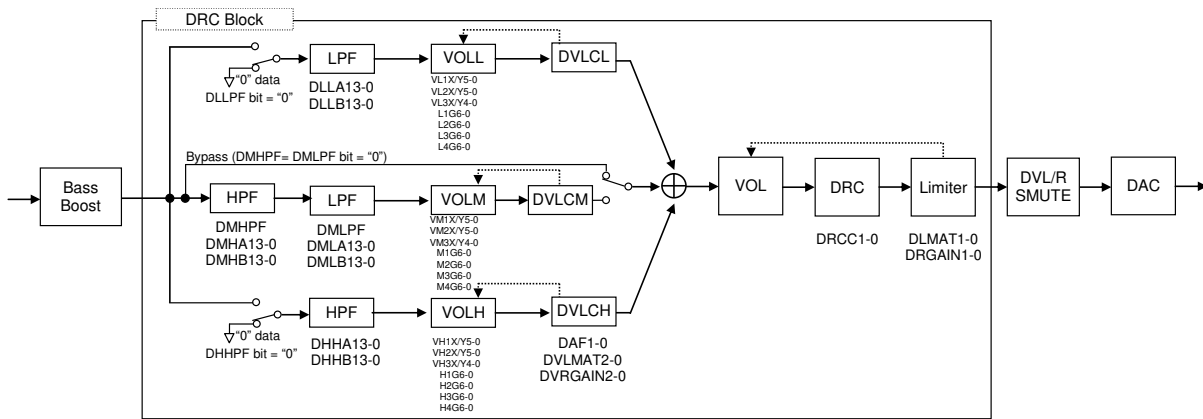 DRC Block
LPF
VOLL
DVLCL
"0" data
DLLPF bit = "0"
DLLA13-0
DLLB13-0
VL1X/Y5-0
VL2X/Y5-0
VL3X/Y4-0
L1G6-0
L2G6-0
L3G6-0
L4G6-0
Bypass (DMHPF= DMLPF bit = "0")
Bass
Boost
HPF
LPF
VOLM
DVLCM
VOL
DRC
Limiter
DVL/R
SMUTE
DAC
DMHPF
DMHA13-0
DMHB13-0
DMLPF
DMLA13-0
DMLB13-0
VM1X/Y5-0
VM2X/Y5-0
VM3X/Y4-0
M1G6-0
M2G6-0
M3G6-0
M4G6-0
DRCC1-0
DLMAT1-0
DRGAIN1-0
HPF
VOLH
DVLCH
"0" data
DHHPF bit = "0"
DHHA13-0
DHHB13-0
VH1X/Y5-0
VH2X/Y5-0
VH3X/Y4-0
H1G6-0
H2G6-0
H3G6-0
H4G6-0
DAF1-0
DVLMAT2-0
DVRGAIN2-0